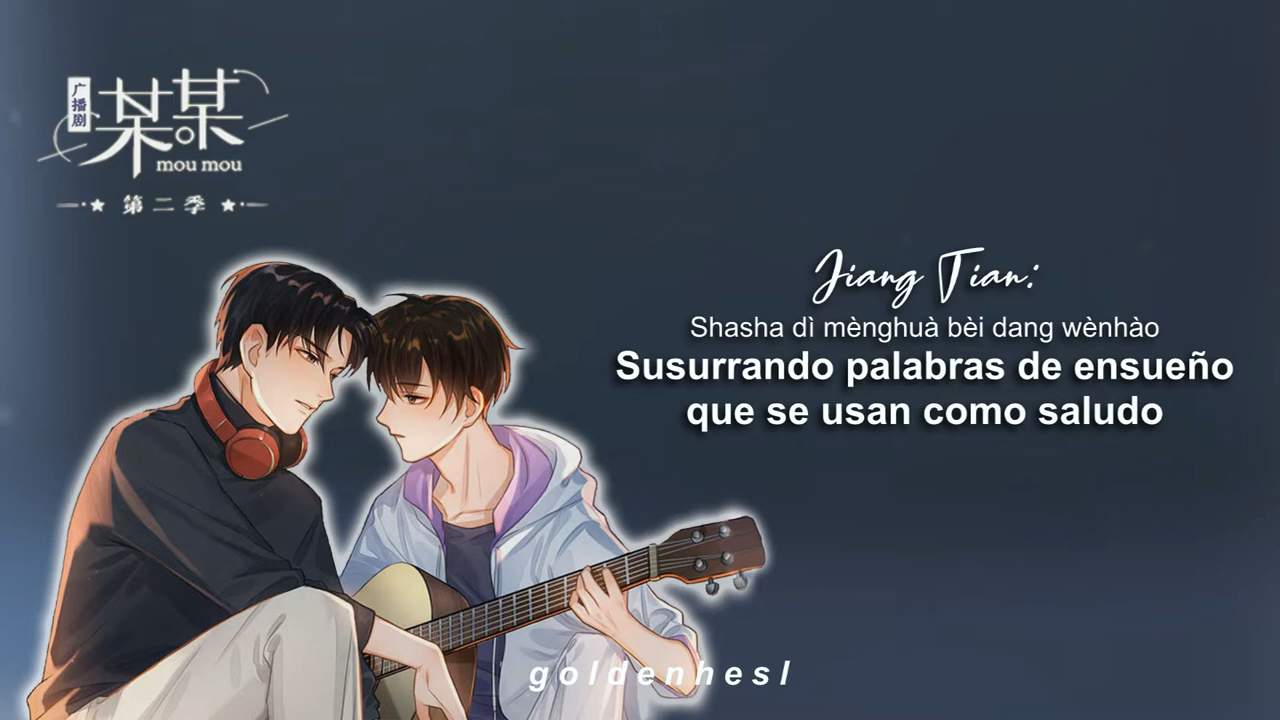 广播剧
某某
mou mou
第二季
Jiang Tian:
Shasha dì mènghuà bèi dang wènhào
Susurrando palabras de ensueño
que se usan como saludo
goldenhesl